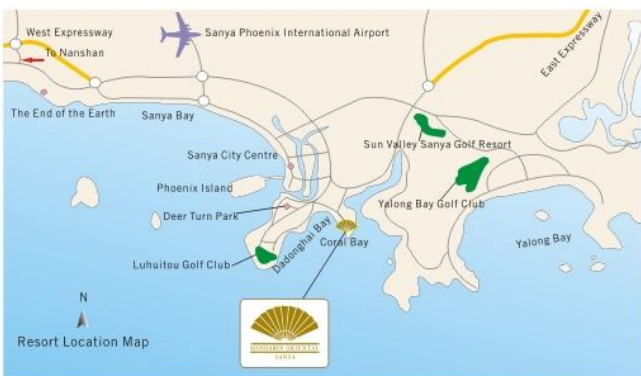 West Expressway
To Nanshan
Sanya Phoenix International Airport
East Expressway
The End of the Earth
Sanya Bay
Sun Valley Sanya Golf Resort
Sanya City Centre
Phoenix Island
Yalong Bay Golf Club
Deer Turn Park
Dadonghai Bay
Coral Bay
Yalong Bay
Luhuitou Golf Club
N
Resort Location Map
MANDARIN ORIENTAL
SANYA